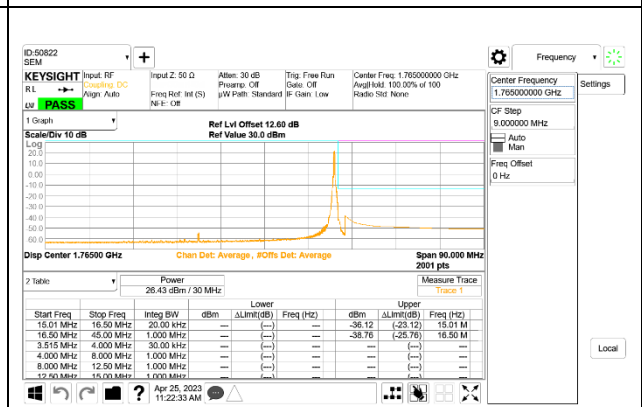 ID:50822
SEM
+
Frequency
KEYSIGHT
RL
LW PASS
Input: RF
Coupling: DC
Align: Auto
Input Z: 50 Ω
Freq Ref: Int (S)
NFE: Off
Atten: 30 dB
Preamp: Off
µW Path: Standard
Trig: Free Run
Gate: Off
IF Gain: Low
Center Freq: 1.765000000 GHz
Avg|Hold: 100.00% of 100
Radio Std: None
Center Frequency
1.765000000 GHz
Settings
CF Step
9.000000 MHz
Auto
Man
Freq Offset
0 Hz
Local
1 Graph
Scale/Div 10 dB
Ref Lvl Offset 12.60 dB
Ref Value 30.0 dBm
Log
20.0
10.0
0.00
-10.0
-20.0
-30.0
-40.0
-50.0
-60.0
Disp Center 1.76500 GHz
Chan Det: Average , #Offs Det: Average
Span 90.000 MHz
2001 pts
2 Table
Power
26.43 dBm / 30 MHz
Measure Trace
Trace 1
Lower Upper
Start Freq Stop Freq Integ BW dBm ΔLimit(dB) Freq (Hz) dBm ΔLimit(dB) Freq (Hz)
15.01 MHz 16.50 MHz 20.00 kHz --- (---) --- -36.12 (-23.12) 15.01 M
16.50 MHz 45.00 MHz 1.000 MHz --- (---) --- -38.76 (-25.76) 16.50 M
3.515 MHz 4.000 MHz 30.00 kHz --- (---) --- --- (---) ---
4.000 MHz 8.000 MHz 1.000 MHz --- (---) --- --- (---) ---
8.000 MHz 12.50 MHz 1.000 MHz --- (---) --- --- (---) ---
12.50 MHz 15.00 MHz 1.000 MHz --- (---) --- --- (---) ---
?
Apr 25, 2023
11:22:33 AM